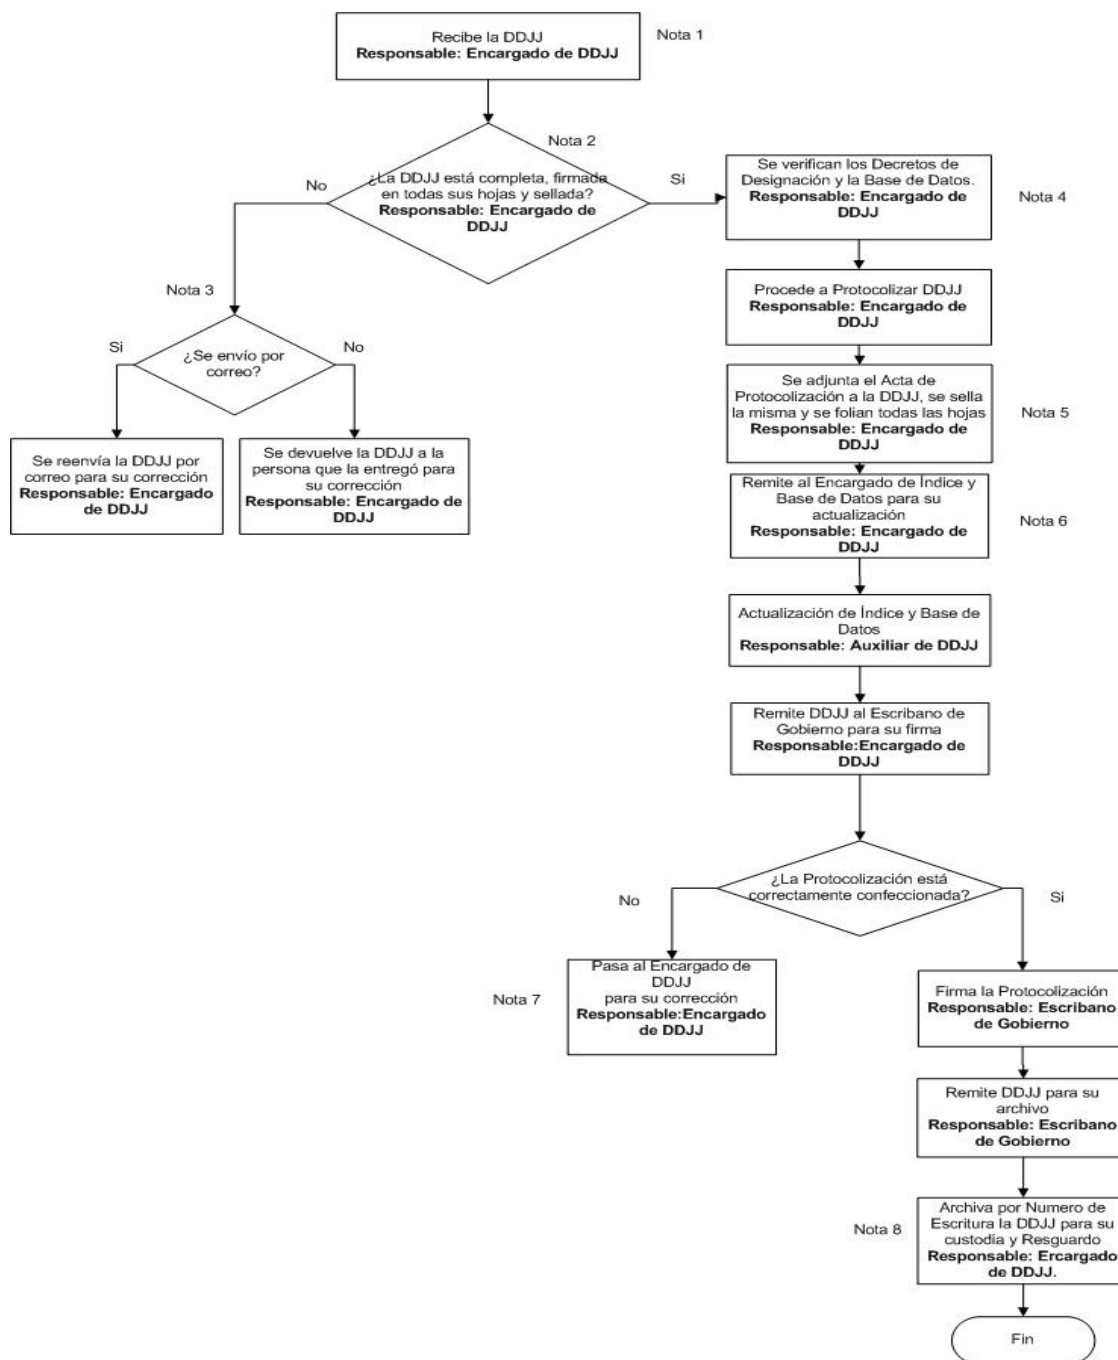 Recibe la DDJJ
Responsable: Encargado de DDJJ
Nota 1
Nota 2
¿La DDJJ está completa, firmada
en todas sus hojas y sellada?
Responsable: Encargado de
DDJJ
No
Si
Se verifican los Decretos de
Designación y la Base de Datos.
Responsable: Encargado de
DDJJ
Nota 4
Nota 3
¿Se envío por
correo?
Si
No
Se reenvía la DDJJ por
correo para su corrección
Responsable: Encargado
de DDJJ
Se devuelve la DDJJ a la
persona que la entregó para
su corrección
Responsable: Encargado de
DDJJ
Procede a Protocolizar DDJJ
Responsable: Encargado de
DDJJ
Se adjunta el Acta de
Protocolización a la DDJJ, se sella
la misma y se folian todas las hojas
Responsable: Encargado de
DDJJ
Nota 5
Remite al Encargado de Índice y
Base de Datos para su
actualización
Responsable: Encargado de
DDJJ
Nota 6
Actualización de Índice y Base de
Datos
Responsable: Auxiliar de DDJJ
Remite DDJJ al Escribano de
Gobierno para su firma
Responsable:Encargado de
DDJJ
¿La Protocolización está
correctamente confeccionada?
No
Si
Pasa al Encargado de
DDJJ
para su corrección
Responsable:Encargado
de DDJJ
Nota 7
Firma la Protocolización
Responsable: Escribano
de Gobierno
Remite DDJJ para su
archivo
Responsable: Escribano
de Gobierno
Nota 8
Archiva por Numero de
Escritura la DDJJ para su
custodia y Resguardo
Responsable: Ercargado
de DDJJ.
Fin